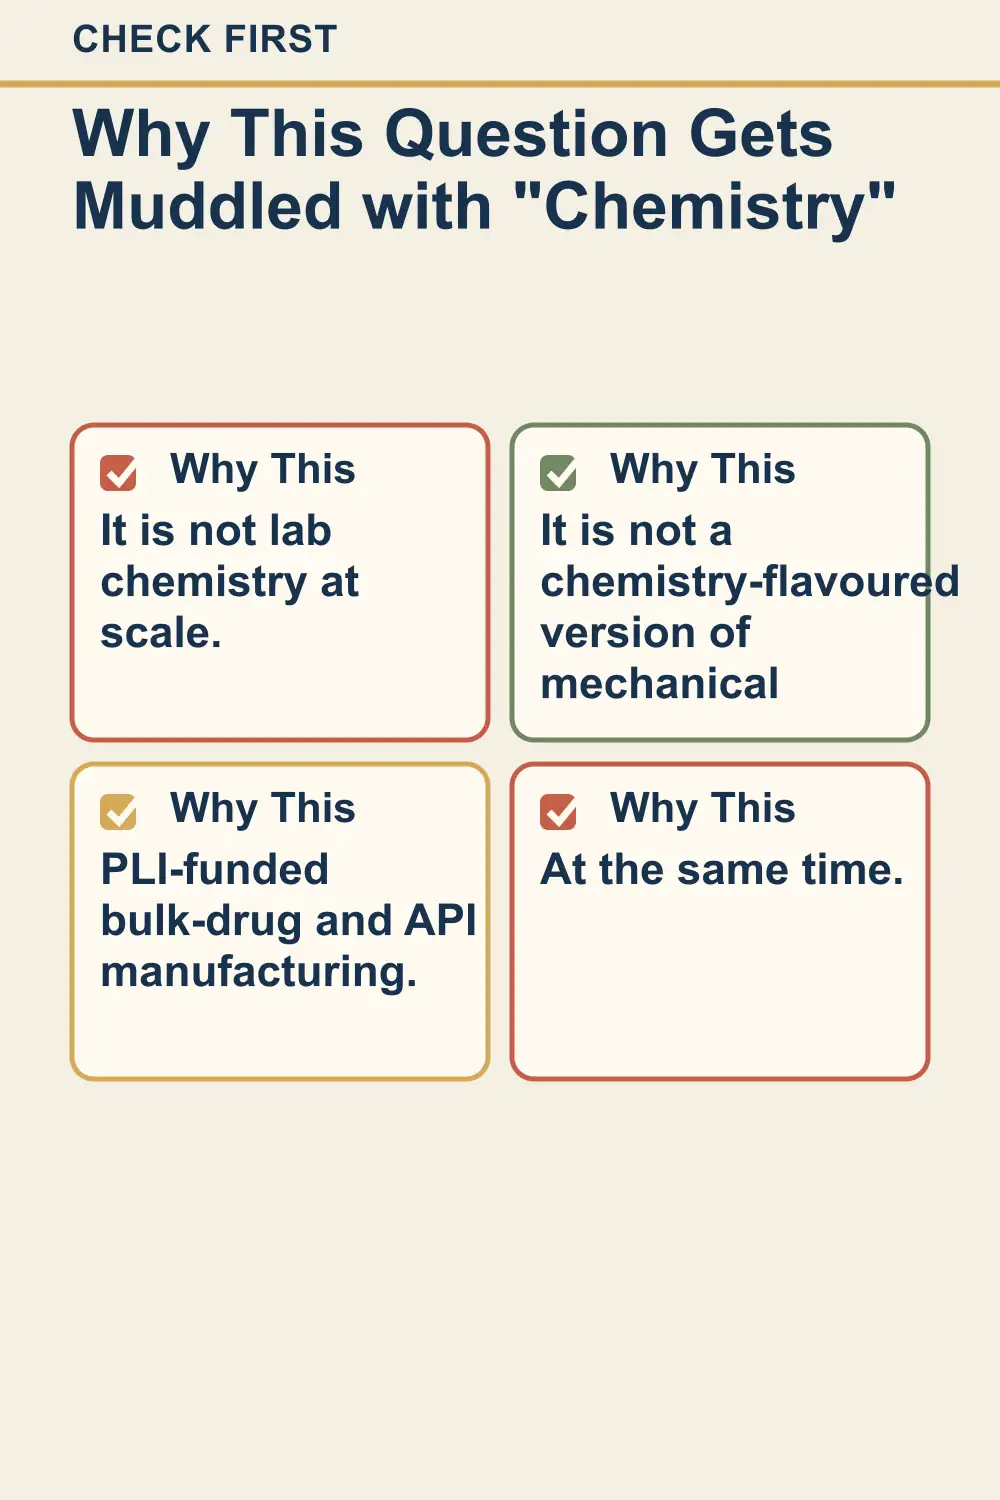 CHECK FIRST
Why This Question Gets
Muddled with "Chemistry"
Why This
It is not lab
chemistry at
scale.
Why This
It is not a
chemistry-flavoured
version of
mechanical
Why This
PLI-funded
bulk-drug and API
manufacturing.
Why This
At the same time.